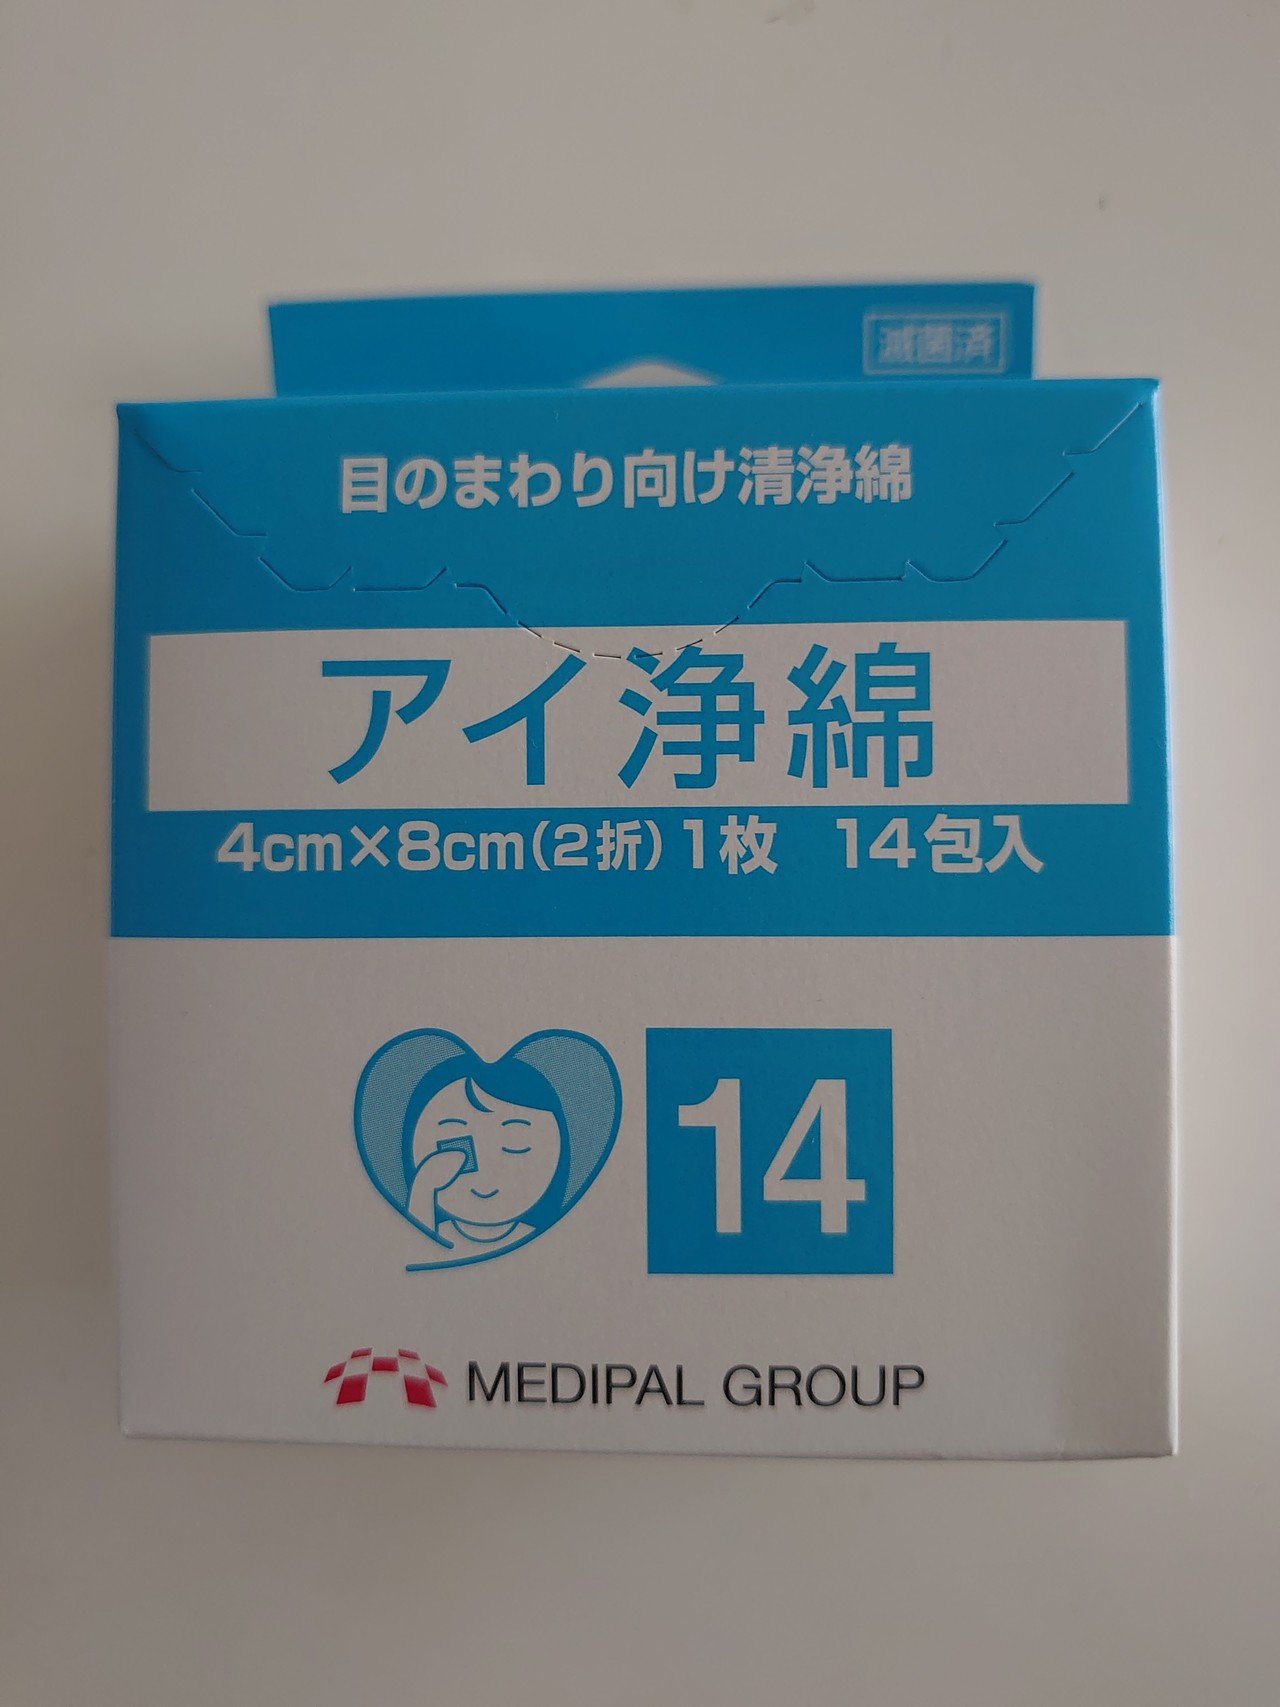 滅菌済
目のまわり向け清浄綿
アイ浄綿
4cm×8cm(2折)1枚　14包入
14
MEDIPAL GROUP